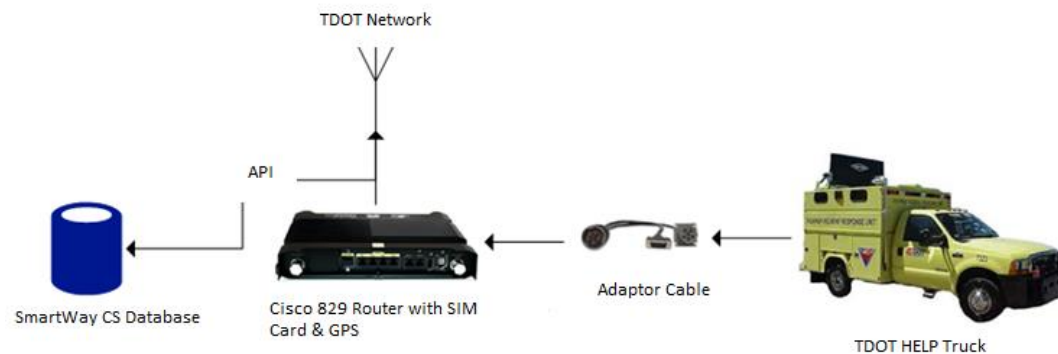 TDOT Network
API
SmartWay CS Database
Cisco 829 Router with SIM
Card & GPS
Adaptor Cable
TDOT HELP Truck